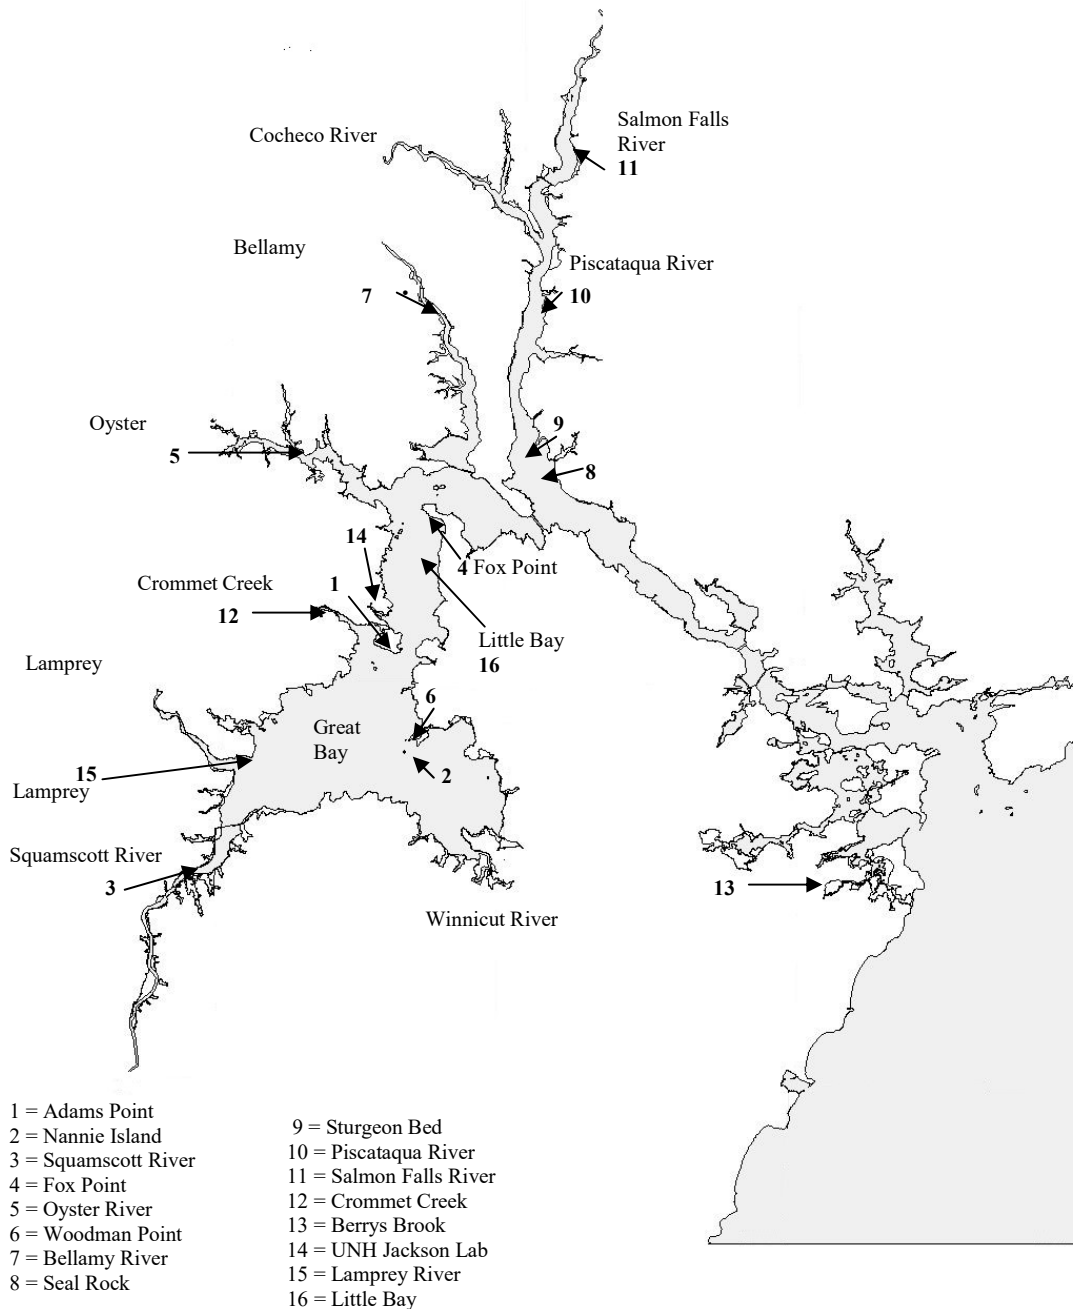 Salmon Falls
River
11
Cocheco River
Bellamy
Piscataqua River
7
10
Oyster
9
5
8
14
4 Fox Point
1
Crommet Creek
12
Little Bay
16
Lamprey
6
Great
Bay
2
15
Lamprey
Squamscott River
3
13
Winnicut River
1 = Adams Point
2 = Nannie Island
3 = Squamscott River
4 = Fox Point
5 = Oyster River
6 = Woodman Point
7 = Bellamy River
8 = Seal Rock
9 = Sturgeon Bed
10 = Piscataqua River
11 = Salmon Falls River
12 = Crommet Creek
13 = Berrys Brook
14 = UNH Jackson Lab
15 = Lamprey River
16 = Little Bay